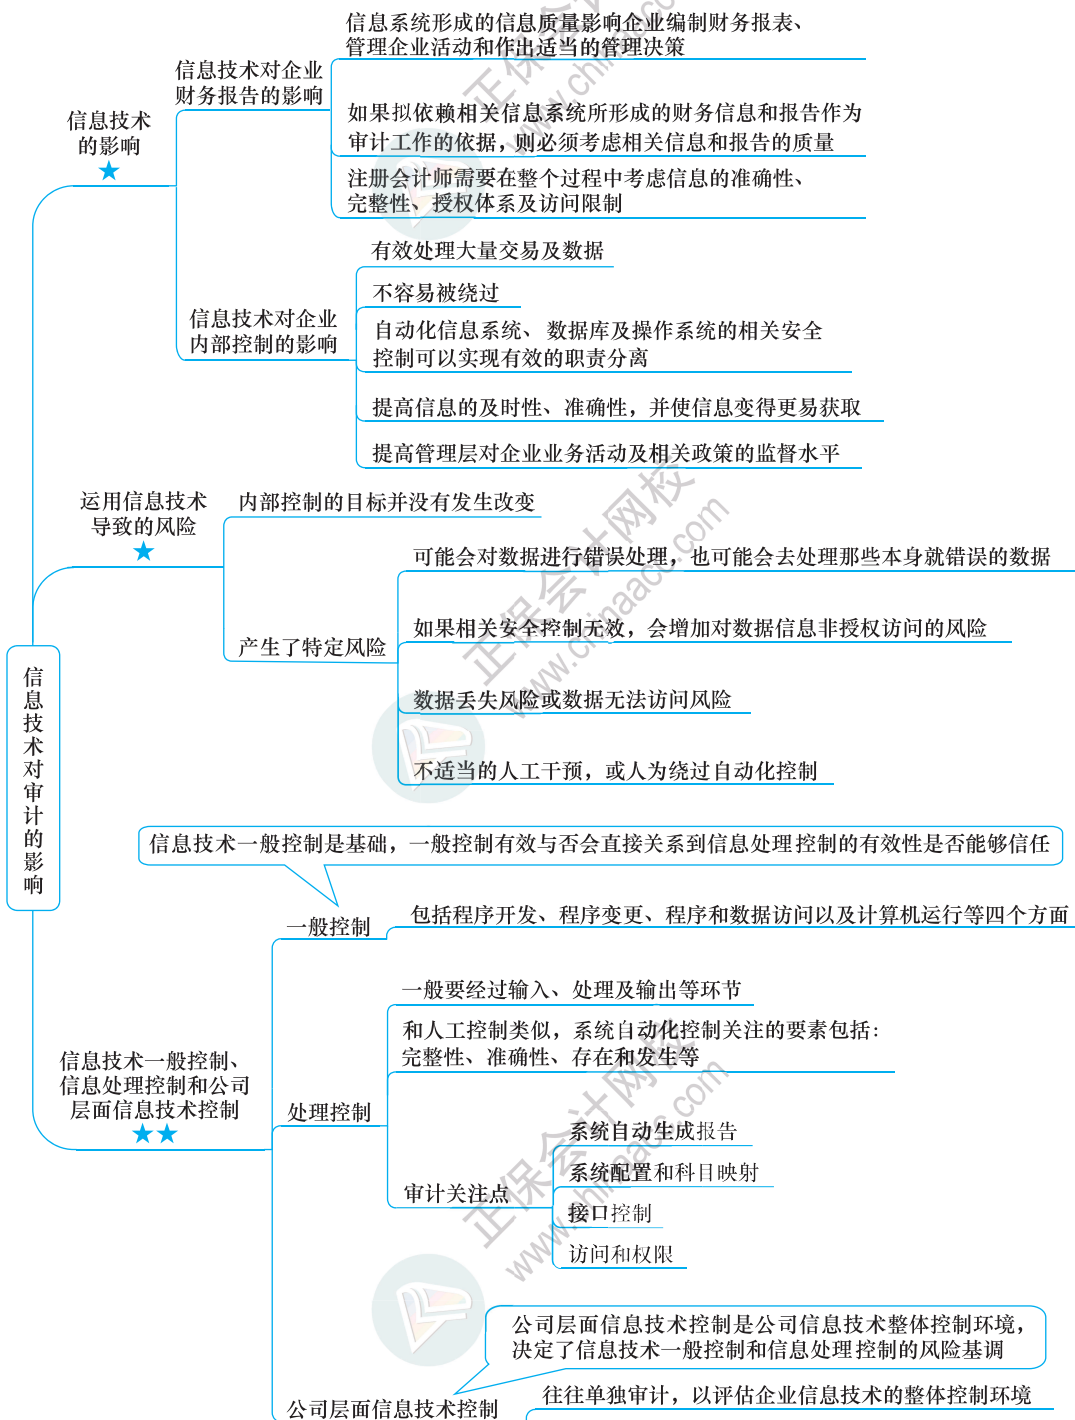 信息技术对审计的影响
信息技术
的影响
信息技术对企业
财务报告的影响
信息系统形成的信息质量影响企业编制财务报表、
管理企业活动和作出适当的管理决策
如果拟依赖相关信息系统所形成的财务信息和报告作为
审计工作的依据，则必须考虑相关信息和报告的质量
注册会计师需要在整个过程中考虑信息的准确性、
完整性、授权体系及访问限制
信息技术对企业
内部控制的影响
有效处理大量交易及数据
不容易被绕过
自动化信息系统、数据库及操作系统的相关安全
控制可以实现有效的职责分离
提高信息的及时性、准确性，并使信息变得更易获取
提高管理层对企业业务活动及相关政策的监督水平
运用信息技术
导致的风险
内部控制的目标并没有发生改变
产生了特定风险
可能会对数据进行错误处理，也可能会去处理那些本身就错误的数据
如果相关安全控制无效，会增加对数据信息非授权访问的风险
数据丢失风险或数据无法访问风险
不适当的人工干预，或人为绕过自动化控制
信息技术一般控制、
信息处理控制和公司
层面信息技术控制
信息技术一般控制是基础，一般控制有效与否会直接关系到信息处理控制的有效性是否能够信任
一般控制
包括程序开发、程序变更、程序和数据访问以及计算机运行等四个方面
处理控制
一般要经过输入、处理及输出等环节
和人工控制类似，系统自动化控制关注的要素包括：
完整性、准确性、存在和发生等
审计关注点
系统自动生成报告
系统配置和科目映射
接口控制
访问和权限
公司层面信息技术控制是公司信息技术整体控制环境，
决定了信息技术一般控制和信息处理控制的风险基调
公司层面信息技术控制
往往单独审计，以评估企业信息技术的整体控制环境
正保会计网校
www.chinaacc.com
正保会计网校
www.chinaacc.com
正保会计网校
www.chinaacc.com